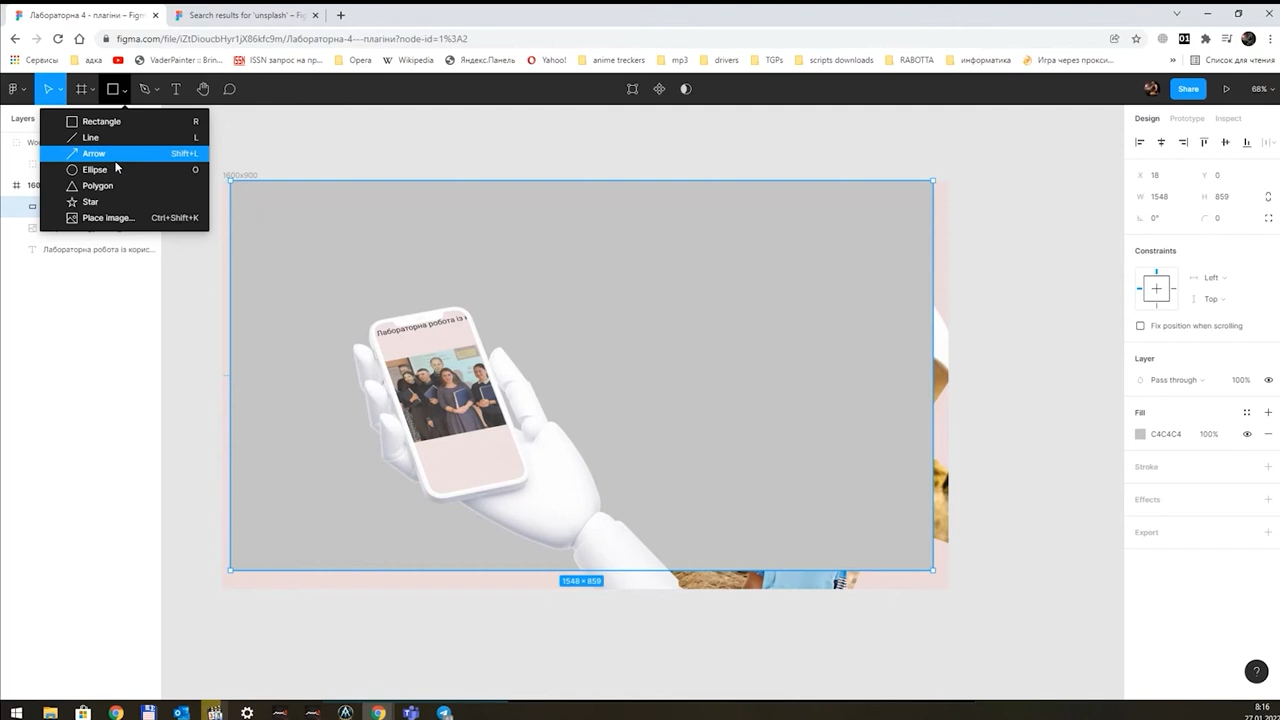 Лабораторна 4 - плагіни – Figm
Search results for 'unsplash' – Fig
figma.com/file/iZtDioucbHyr1jX86kfc9m/Лабораторна-4---плагіни?node-id=1%3A2
Сервисы
адка
VaderPainter :: Brin...
ISSN запрос на пр...
Opera
Wikipedia
Яндекс.Панель
Yahoo!
anime treckers
mp3
drivers
TGPs
scripts downloads
RABOTTA
информатика
Игра через прокси...
»
Список для чтения
Share
68%
Layers
Rectangle R
Line L
Arrow Shift+L
Ellipse O
Polygon
Star
Place image... Ctrl+Shift+K
Wo
160
Лабораторна робота із корис...
1600x900
Лабораторна робота із к
1548 × 859
Design Prototype Inspect
X 18 Y 0
W 1548 H 859
0° 0
Constraints
Left
Top
Fix position when scrolling
Layer
Pass through 100%
Fill
C4C4C4 100%
Stroke
Effects
Export
?
8:16